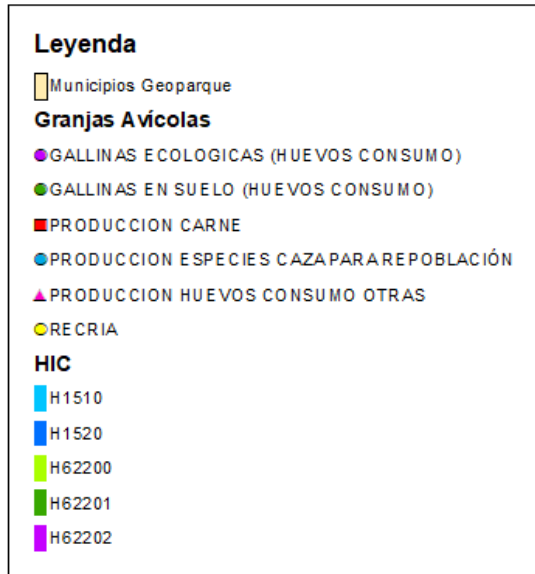 Leyenda
Municipios Geoparque
Granjas Avícolas
GALLINAS ECOLOGICAS (HUEVOS CONSUMO)
GALLINAS EN SUELO (HUEVOS CONSUMO)
PRODUCCION CARNE
PRODUCCION ESPECIES CAZA PARA REPOBLACIÓN
PRODUCCION HUEVOS CONSUMO OTRAS
RECRIA
HIC
H1510
H1520
H62200
H62201
H62202